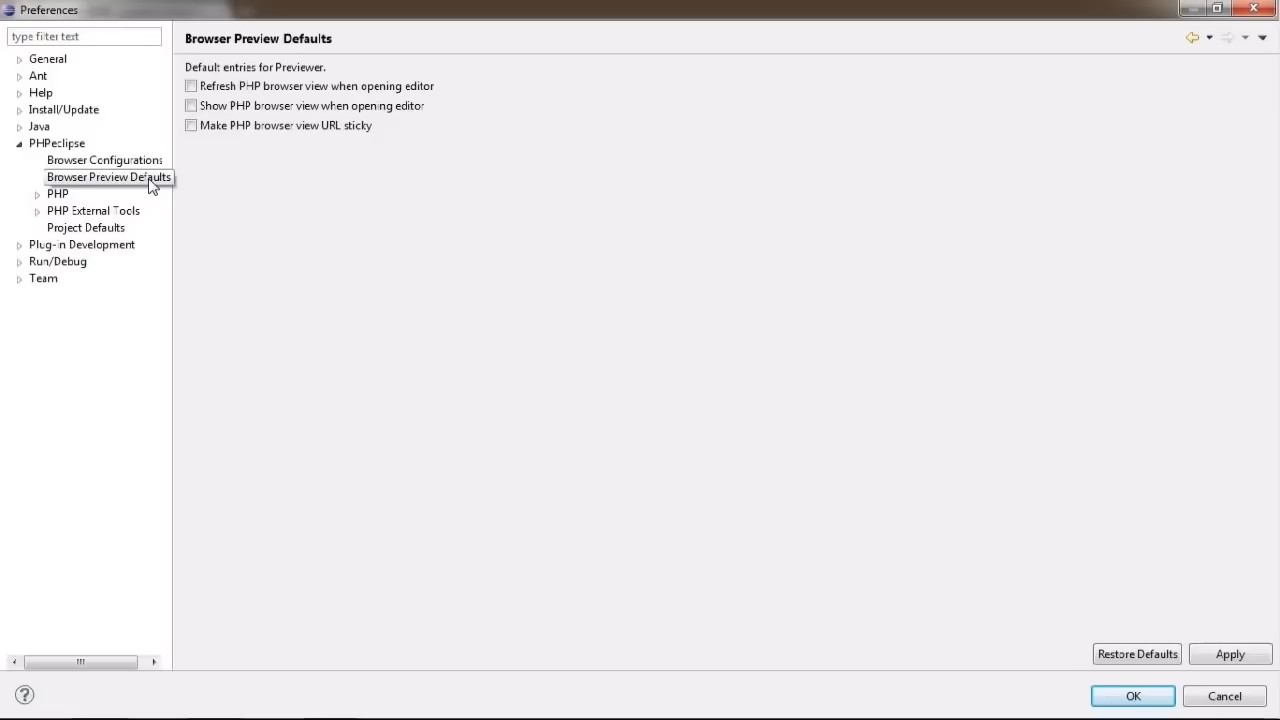 Preferences
type filter text
General
Ant
Help
Install/Update
Java
PHPeclipse
Browser Configurations
Browser Preview Defaults
PHP
PHP External Tools
Project Defaults
Plug-in Development
Run/Debug
Team
Browser Preview Defaults
Default entries for Previewer.
Refresh PHP browser view when opening editor
Show PHP browser view when opening editor
Make PHP browser view URL sticky
Restore Defaults
Apply
OK
Cancel